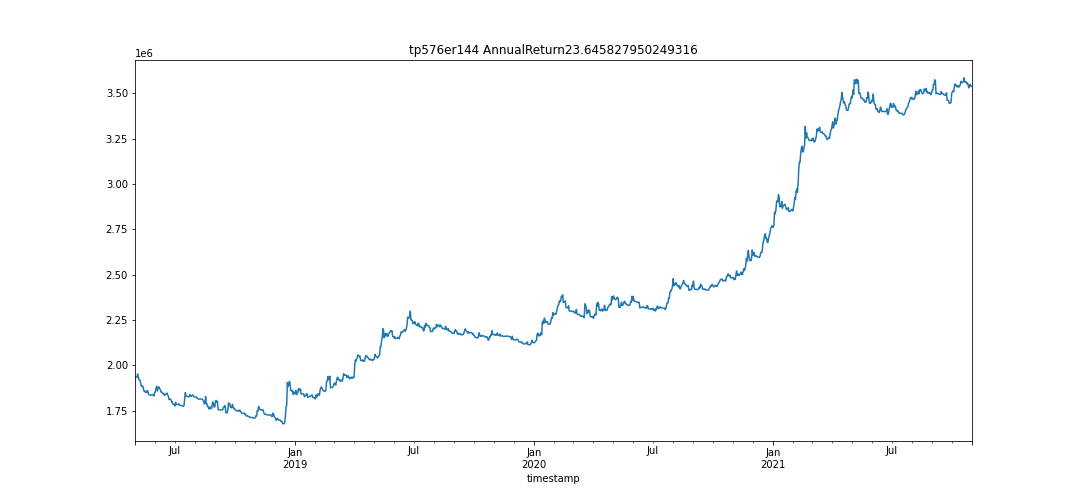 tp576er144 AnnualReturn23.645827950249316
1e6
3.50
3.25
3.00
2.75
2.50
2.25
2.00
1.75
Jul
Jan
2019
Jul
Jan
2020
Jul
Jan
2021
Jul
timestamp